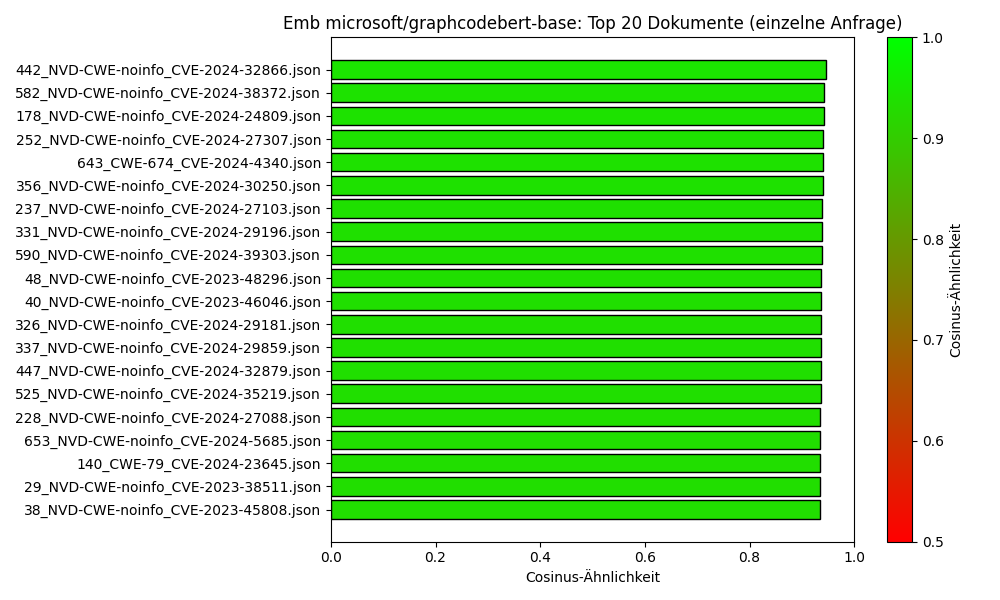 Emb microsoft/graphcodebert-base: Top 20 Dokumente (einzelne Anfrage)
442_NVD-CWE-noinfo_CVE-2024-32866.json
582_NVD-CWE-noinfo_CVE-2024-38372.json
178_NVD-CWE-noinfo_CVE-2024-24809.json
252_NVD-CWE-noinfo_CVE-2024-27307.json
643_CWE-674_CVE-2024-4340.json
356_NVD-CWE-noinfo_CVE-2024-30250.json
237_NVD-CWE-noinfo_CVE-2024-27103.json
331_NVD-CWE-noinfo_CVE-2024-29196.json
590_NVD-CWE-noinfo_CVE-2024-39303.json
48_NVD-CWE-noinfo_CVE-2023-48296.json
40_NVD-CWE-noinfo_CVE-2023-46046.json
326_NVD-CWE-noinfo_CVE-2024-29181.json
337_NVD-CWE-noinfo_CVE-2024-29859.json
447_NVD-CWE-noinfo_CVE-2024-32879.json
525_NVD-CWE-noinfo_CVE-2024-35219.json
228_NVD-CWE-noinfo_CVE-2024-27088.json
653_NVD-CWE-noinfo_CVE-2024-5685.json
140_CWE-79_CVE-2024-23645.json
29_NVD-CWE-noinfo_CVE-2023-38511.json
38_NVD-CWE-noinfo_CVE-2023-45808.json
0.0 0.2 0.4 0.6 0.8 1.0
Cosinus-Ähnlichkeit
1.0
0.9
0.8
0.7
0.6
0.5
Cosinus-Ähnlichkeit